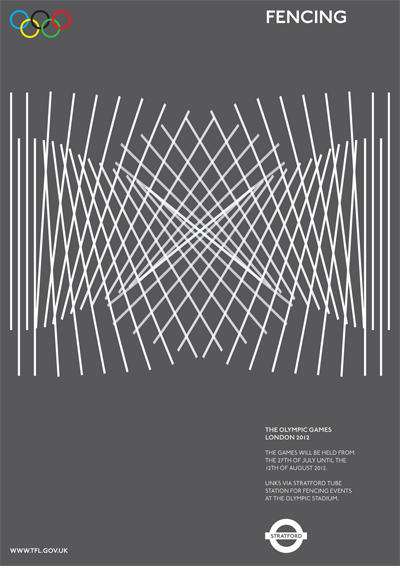 FENCING
THE OLYMPIC GAMES
LONDON 2012
THE GAMES WILL BE HELD FROM
THE 27TH OF JULY UNTIL THE
12TH OF AUGUST 2012.
LINKS VIA STRATFORD TUBE
STATION FOR FENCING EVENTS
AT THE OLYMPIC STADIUM.
STRATFORD
WWW.TFL.GOV.UK